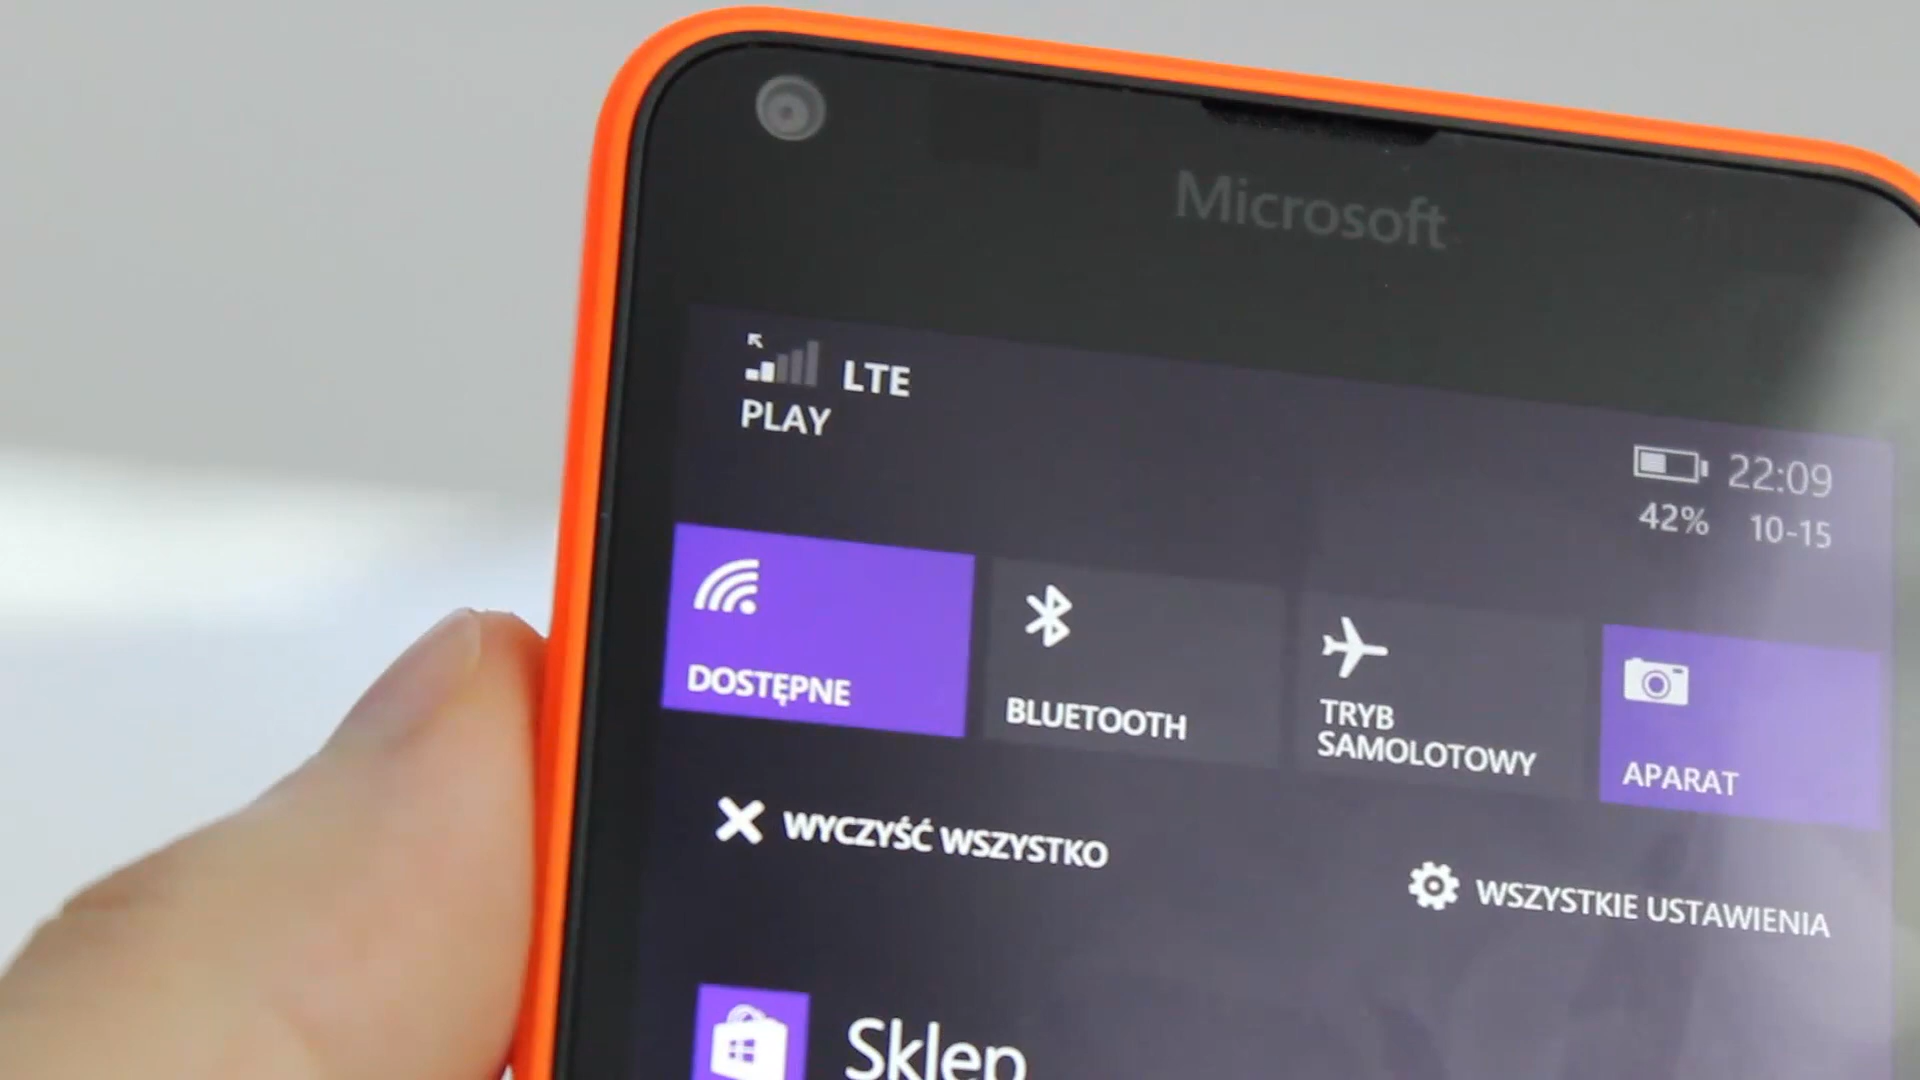 Microsoft
LTE
PLAY
22:09
42% 10-15
DOSTĘPNE
BLUETOOTH
TRYB
SAMOLOTOWY
APARAT
WYCZYŚĆ WSZYSTKO
WSZYSTKIE USTAWIENIA
Sklep